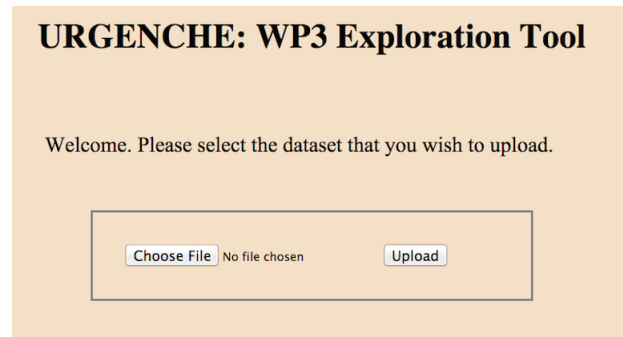 URGENCHE: WP3 Exploration Tool
Welcome. Please select the dataset that you wish to upload.
Choose File No file chosen Upload